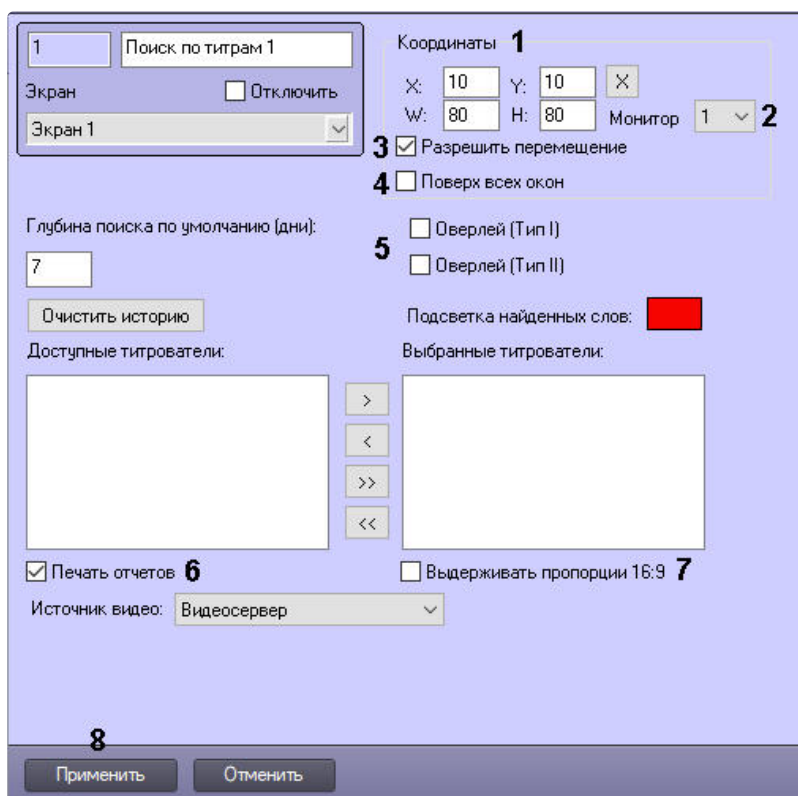 1 Поиск по титрам 1
Экран Отключить
Экран 1
Координаты 1
X: 10 Y: 10 X
W: 80 H: 80 Монитор 1 2
3 Разрешить перемещение
4 Поверх всех окон
Глубина поиска по умолчанию (дни):
7
5
Оверлей (Тип I)
Оверлей (Тип II)
Очистить историю
Подсветка найденных слов:
Доступные титрователи:
Выбранные титрователи:
>
<
>>
<<
Печать отчетов 6
Выдерживать пропорции 16:9 7
Источник видео: Видеосервер
8
Применить Отменить